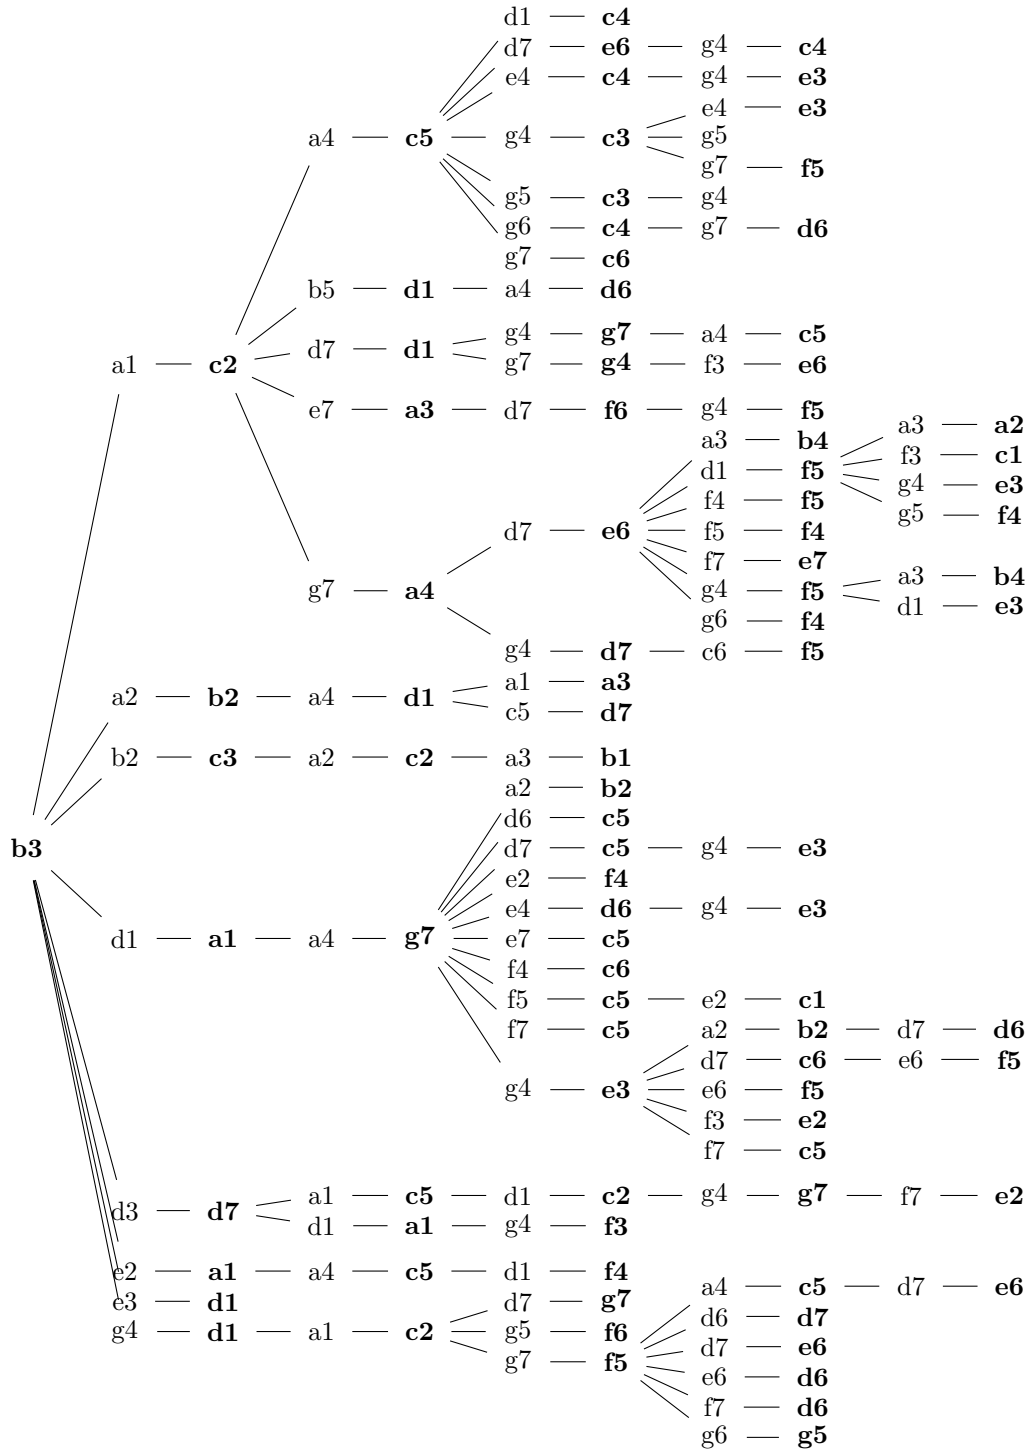 d1 c4
d7 e6 g4 c4
e4 c4 g4 e3
e4 e3
a4 c5 g4 c3 g5
g7 f5
g5 c3 g4
g6 c4 g7 d6
g7 c6
b5 d1 a4 d6
g4 g7 a4 c5
d7 d1
a1 c2 g7 g4 f3 e6
e7 a3 d7 f6 g4 f5
a3 a2
a3 b4
f3 c1
d1 f5
g4 e3
f4 f5
g5 f4
d7 e6 f5 f4
f7 e7
a3 b4
g7 a4 g4 f5
d1 e3
g6 f4
g4 d7 c6 f5
a1 a3
a2 b2 a4 d1
c5 d7
b2 c3 a2 c2 a3 b1
a2 b2
d6 c5
b3 d7 c5 g4 e3
e2 f4
e4 d6 g4 e3
d1 a1 a4 g7 e7 c5
f4 c6
f5 c5 e2 c1
f7 c5 a2 b2 d7 d6
d7 c6 e6 f5
g4 e3 e6 f5
f3 e2
f7 c5
a1 c5 d1 c2 g4 g7 f7 e2
d3 d7
d1 a1 g4 f3
e2 a1 a4 c5 d1 f4
a4 c5 d7 e6
e3 d1 d7 g7
d6 d7
g4 d1 a1 c2 g5 f6
d7 e6
g7 f5
e6 d6
f7 d6
g6 g5